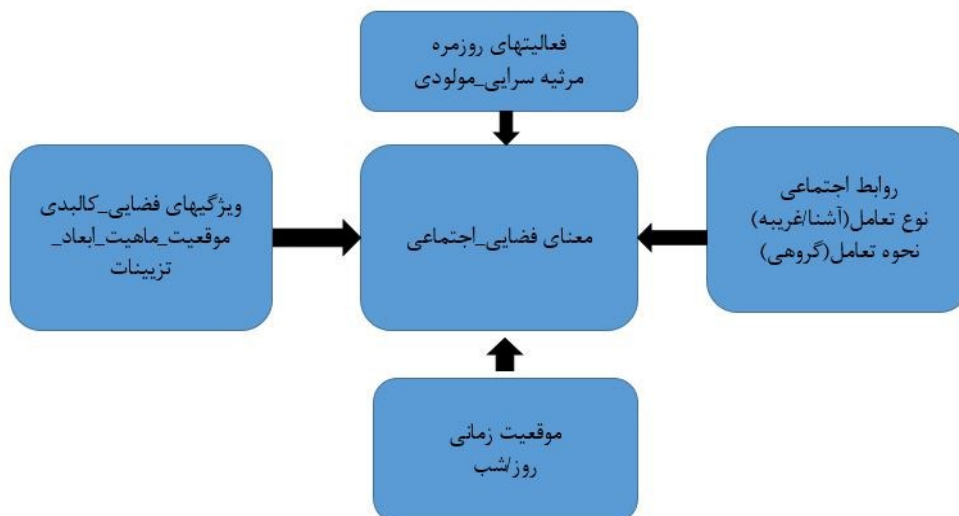 فعالیتهای روزمره
مرثیه سرایی_مولودی
روابط اجتماعی
نوع تعامل(آشنا/غریبه)
نحوه تعامل(گروهی)
معنای فضایی_اجتماعی
ویژگیهای فضایی_کالبدی
موقعیت_ماهیت_ابعاد_
تزیینات
موقعیت زمانی
روز/شب